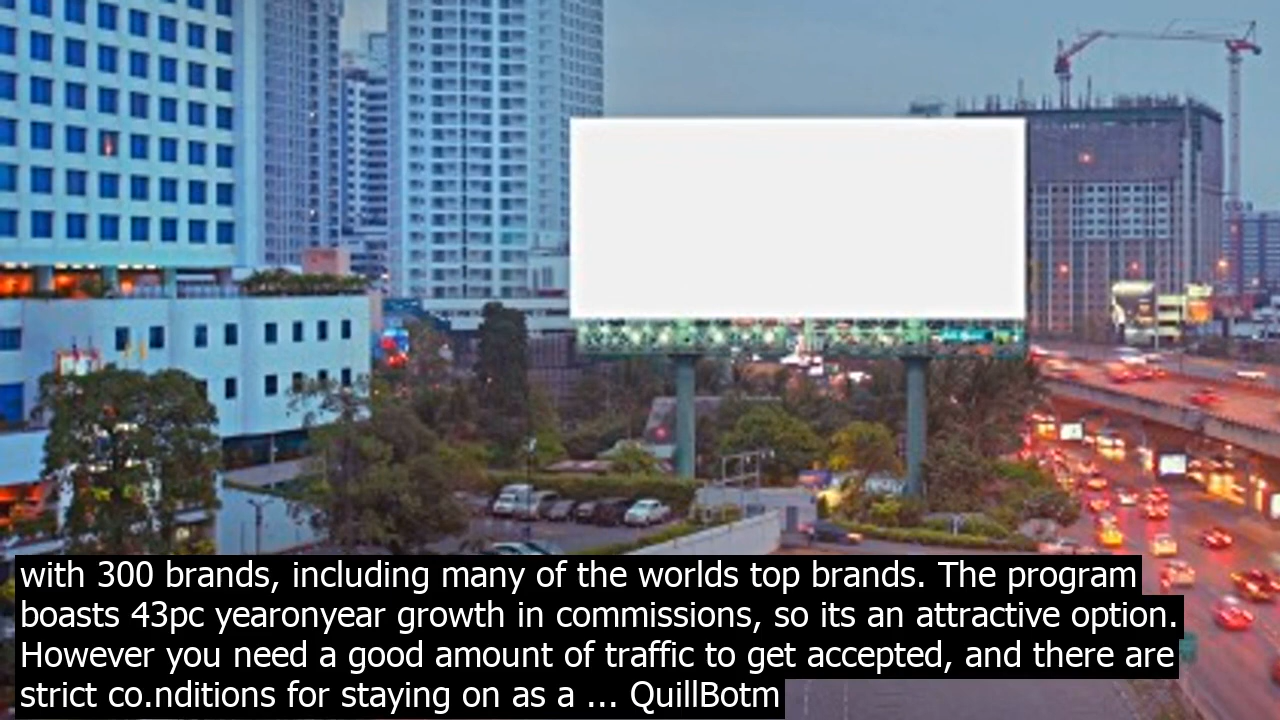 with 300 brands, including many of the worlds top brands. The program
boasts 43pc yearonyear growth in commissions, so its an attractive option.
However you need a good amount of traffic to get accepted, and there are
strict co.nditions for staying on as a ... QuillBotm